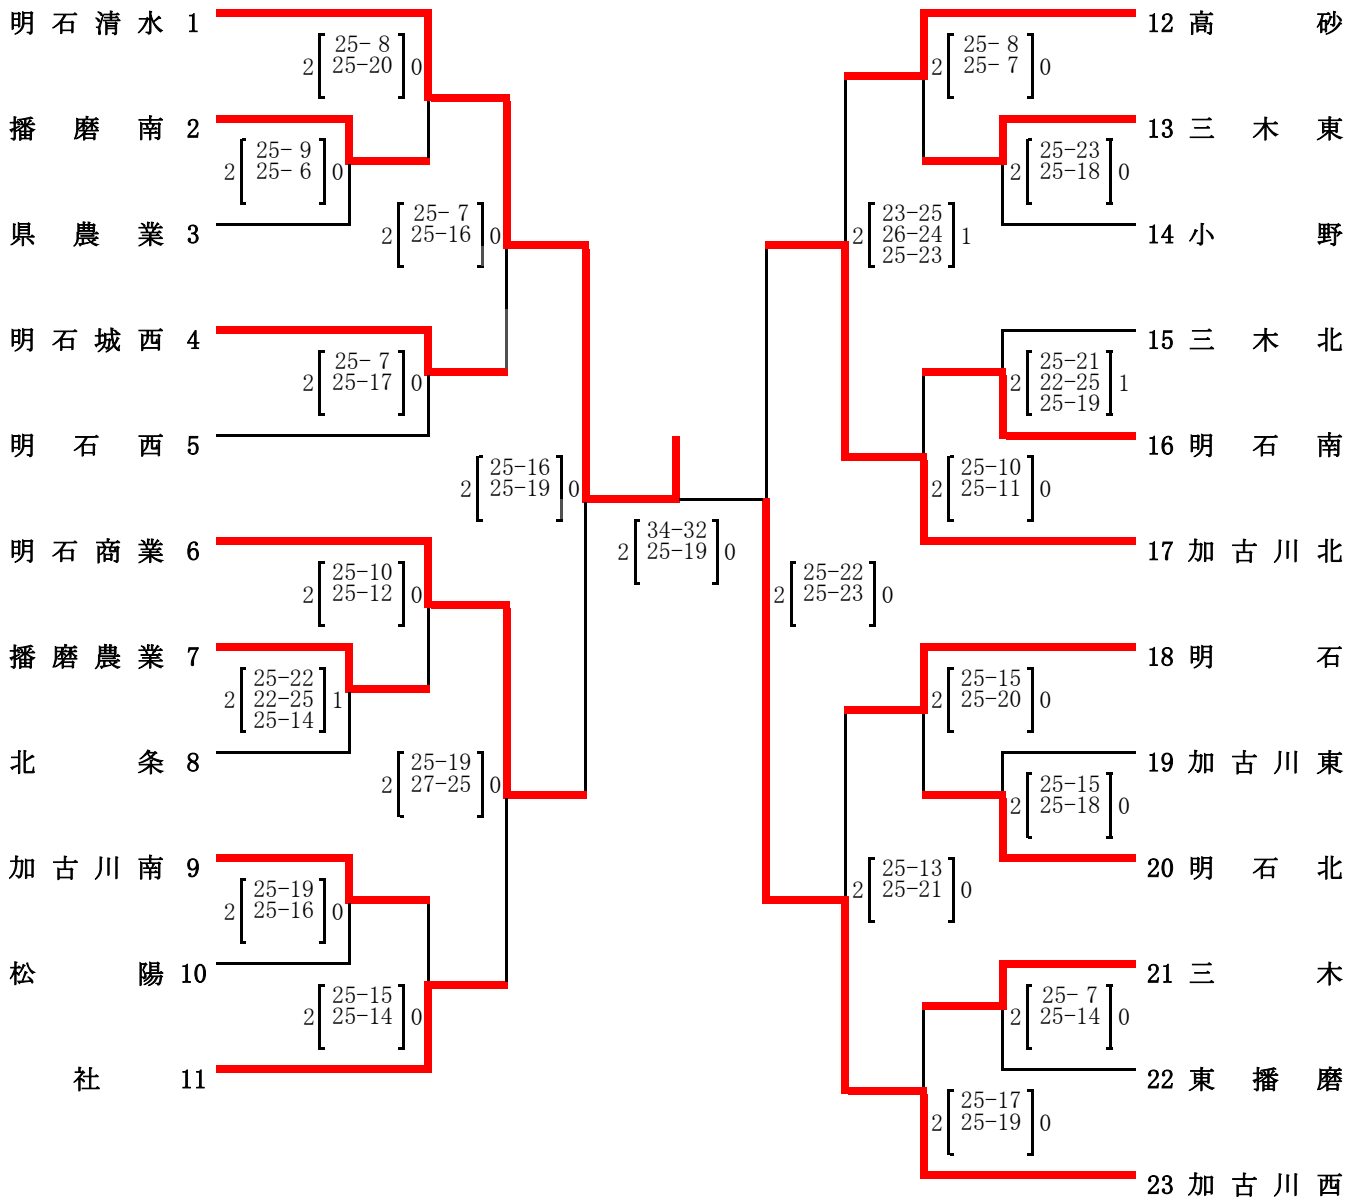 明石清水 1
2 25- 8 0
25-20
播磨南 2
2 25- 9 0
25- 6
県農業 3
2 25- 7 0
25-16
明石城西 4
2 25- 7 0
25-17
明石西 5
2 25-16 0
25-19
明石商業 6
2 25-10 0
25-12
播磨農業 7
2 25-22 1
22-25
25-14
北条 8
2 25-19 0
27-25
加古川南 9
2 25-19 0
25-16
松陽 10
2 25-15 0
25-14
社 11
2 34-32 0
25-19
12 高砂
2 25- 8 0
25- 7
13 三木東
2 25-23 0
25-18
14 小野
2 23-25 1
26-24
25-23
15 三木北
2 25-21 1
22-25
25-19
16 明石南
2 25-10 0
25-11
17 加古川北
2 25-22 0
25-23
18 明石
2 25-15 0
25-20
19 加古川東
2 25-15 0
25-18
20 明石北
2 25-13 0
25-21
21 三木
2 25- 7 0
25-14
22 東播磨
2 25-17 0
25-19
23 加古川西